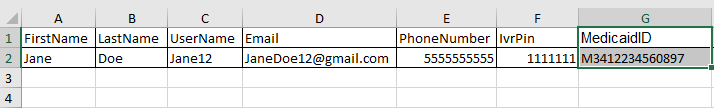 A B C D E F G
1 FirstName LastName UserName Email PhoneNumber IvrPin MedicaidID
2 Jane Doe Jane12 JaneDoe12@gmail.com 5555555555 1111111 M3412234560897
3
4